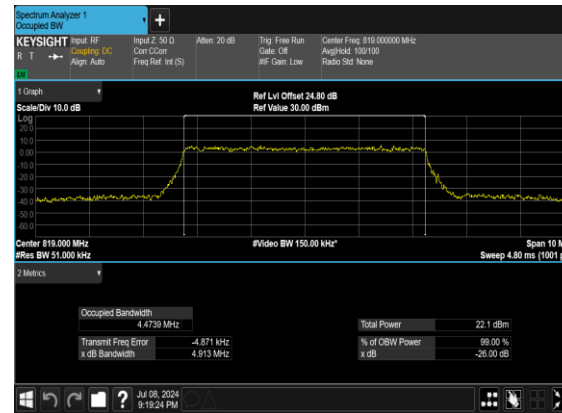 Spectrum Analyzer 1
Occupied BW
KEYSIGHT
R T
LV
Input: RF
Coupling: DC
Align: Auto
Input Z: 50 Ω
Corr CCorr
Freq Ref: Int (S)
Atten: 20 dB
Trig: Free Run
Gate: Off
#IF Gain: Low
Center Freq: 819.000000 MHz
Avg|Hold: 100/100
Radio Std: None
1 Graph
Scale/Div 10.0 dB
Ref Lvl Offset 24.80 dB
Ref Value 30.00 dBm
Log
20.0
10.0
0.00
-10.0
-20.0
-30.0
-40.0
-50.0
-60.0
Center 819.000 MHz
#Res BW 51.000 kHz
#Video BW 150.00 kHz*
Span 10 M
Sweep 4.80 ms (1001 p
2 Metrics
Occupied Bandwidth
4.4739 MHz
Transmit Freq Error -4.871 kHz
x dB Bandwidth 4.913 MHz
Total Power 22.1 dBm
% of OBW Power 99.00 %
x dB -26.00 dB
?
Jul 08, 2024
9:19:24 PM